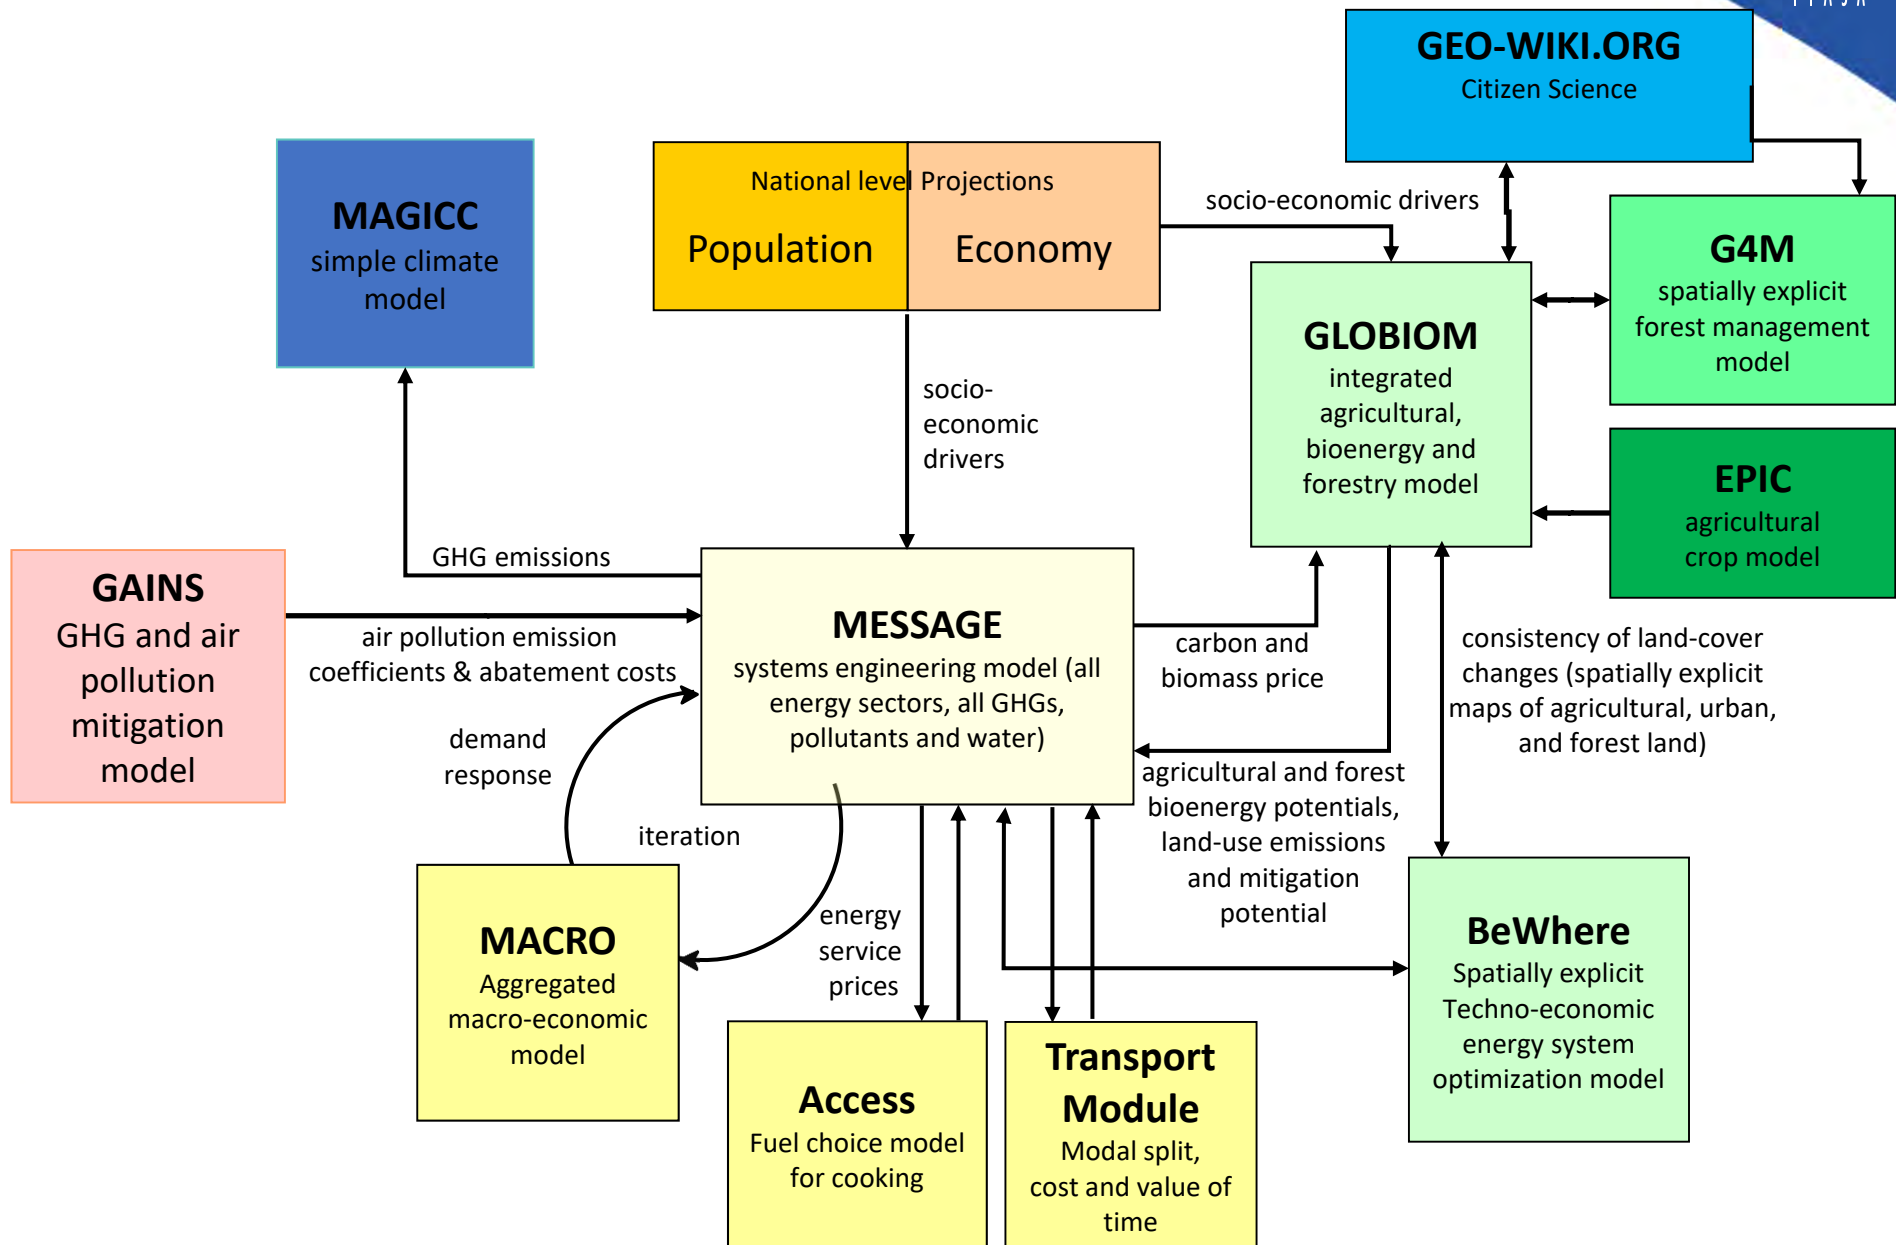 GEO-WIKI.ORG
Citizen Science
National level Projections
Population
Economy
MAGICC
simple climate
model
socio-economic drivers
G4M
spatially explicit
forest management
model
GLOBIOM
integrated
agricultural,
bioenergy and
forestry model
socio-
economic
drivers
EPIC
agricultural
crop model
GHG emissions
GAINS
GHG and air
pollution
mitigation
model
air pollution emission
coefficients & abatement costs
MESSAGE
systems engineering model (all
energy sectors, all GHGs,
pollutants and water)
carbon and
biomass price
consistency of land-cover
changes (spatially explicit
maps of agricultural, urban,
and forest land)
demand
response
iteration
agricultural and forest
bioenergy potentials,
land-use emissions
and mitigation
potential
energy
service
prices
MACRO
Aggregated
macro-economic
model
BeWhere
Spatially explicit
Techno-economic
energy system
optimization model
Access
Fuel choice model
for cooking
Transport
Module
Modal split,
cost and value of
time